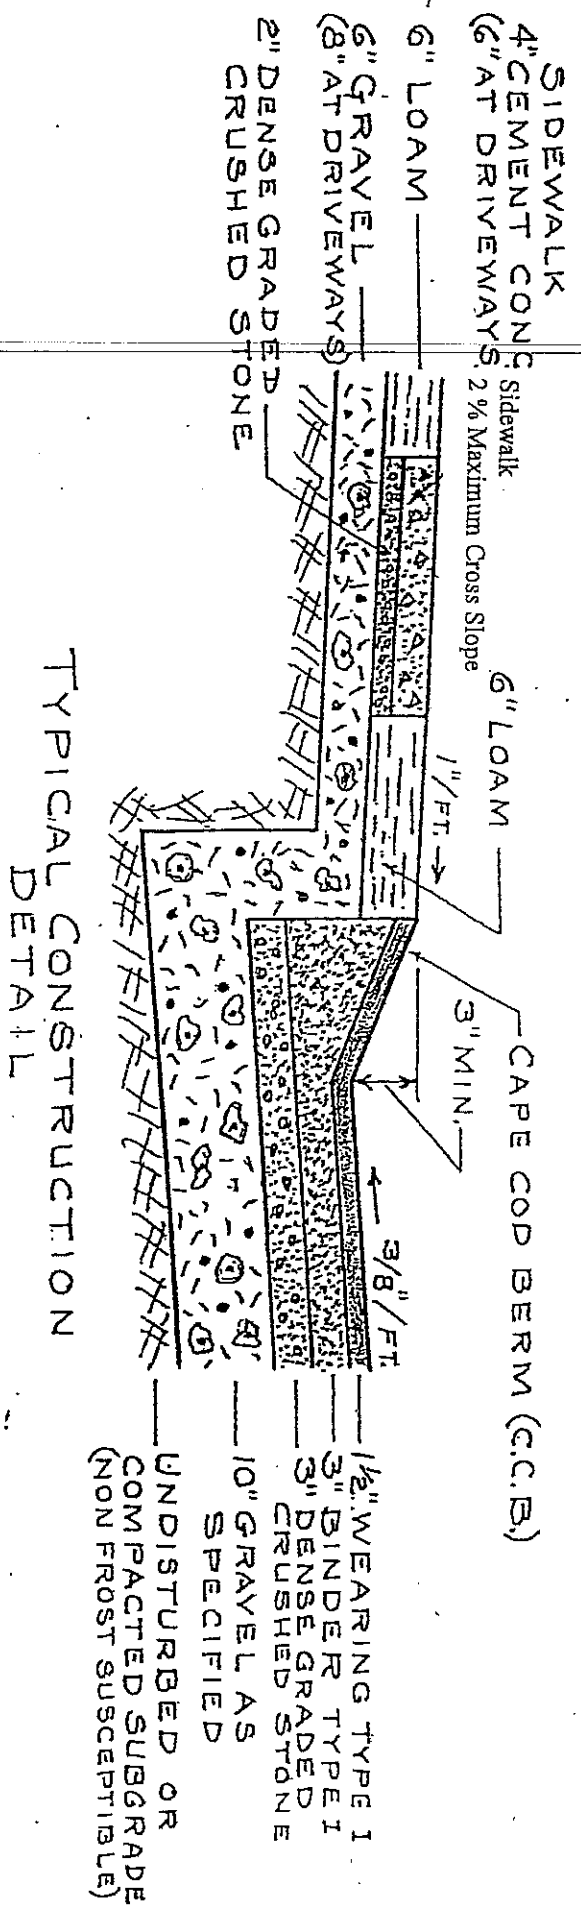 SIDEWALK
4" CEMENT CONC.
(6" AT DRIVEWAYS)
Sidewalk
2 % Maximum Cross Slope
6" LOAM
6" GRAVEL
(8" AT DRIVEWAYS)
2" DENSE GRADED
CRUSHED STONE
6" LOAM
1"/FT.
CAPE COD BERM (C.C.B.)
3" MIN.
3/8"/FT.
1½" WEARING TYPE I
3" BINDER TYPE I
3" DENSE GRADED
CRUSHED STONE
10" GRAVEL AS
SPECIFIED
UNDISTURBED OR
COMPACTED SUBGRADE
(NON FROST SUSCEPTIBLE)
TYPICAL CONSTRUCTION
DETAIL